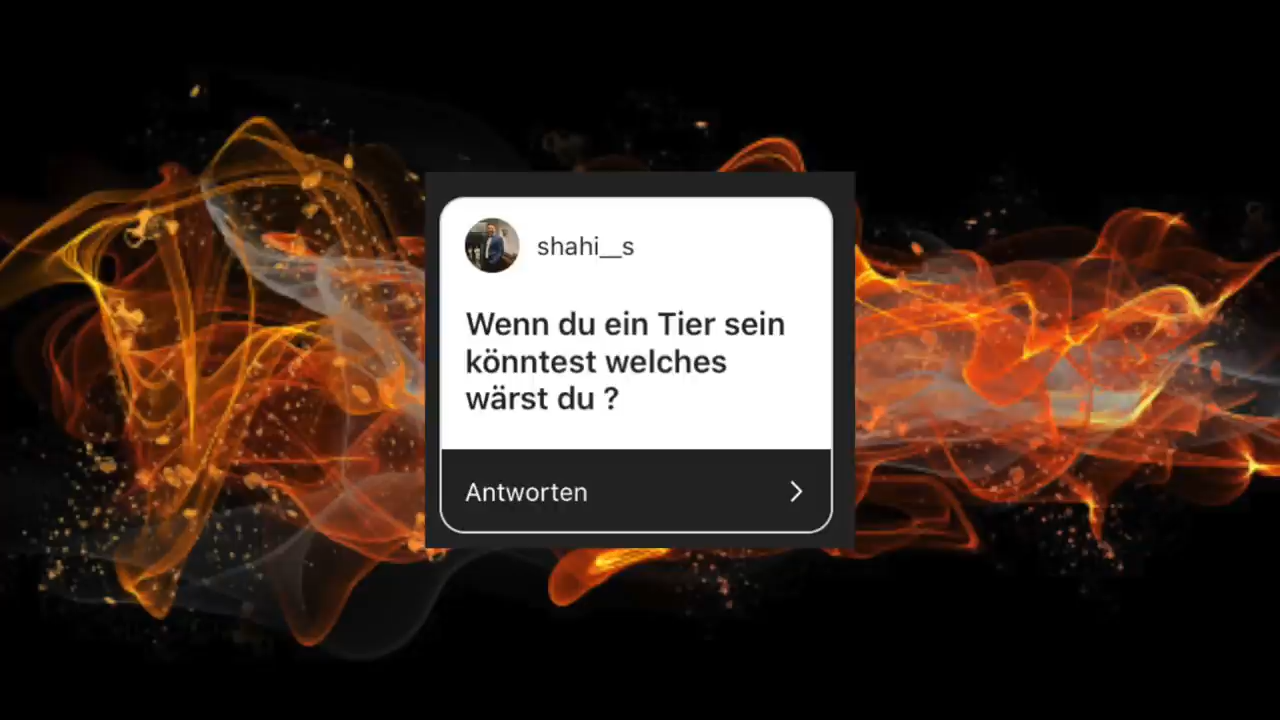 shahi__s
Wenn du ein Tier sein
könntest welches
wärst du ?
Antworten